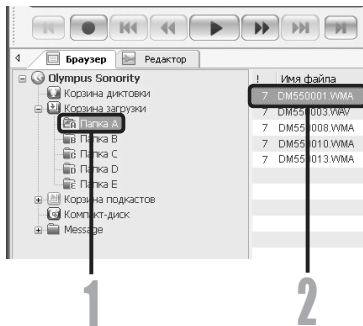 Браузер Редактор
Olympus Sonority
Корзина диктовки
Корзина загрузки
Папка A
Папка B
Папка C
Папка D
Папка E
Корзина подкастов
Компакт-диск
Message
! Имя файла
7 DM550001.WMA
7 DM550003.WAV
7 DM550008.WMA
7 DM550010.WMA
7 DM550013.WMA
1 2